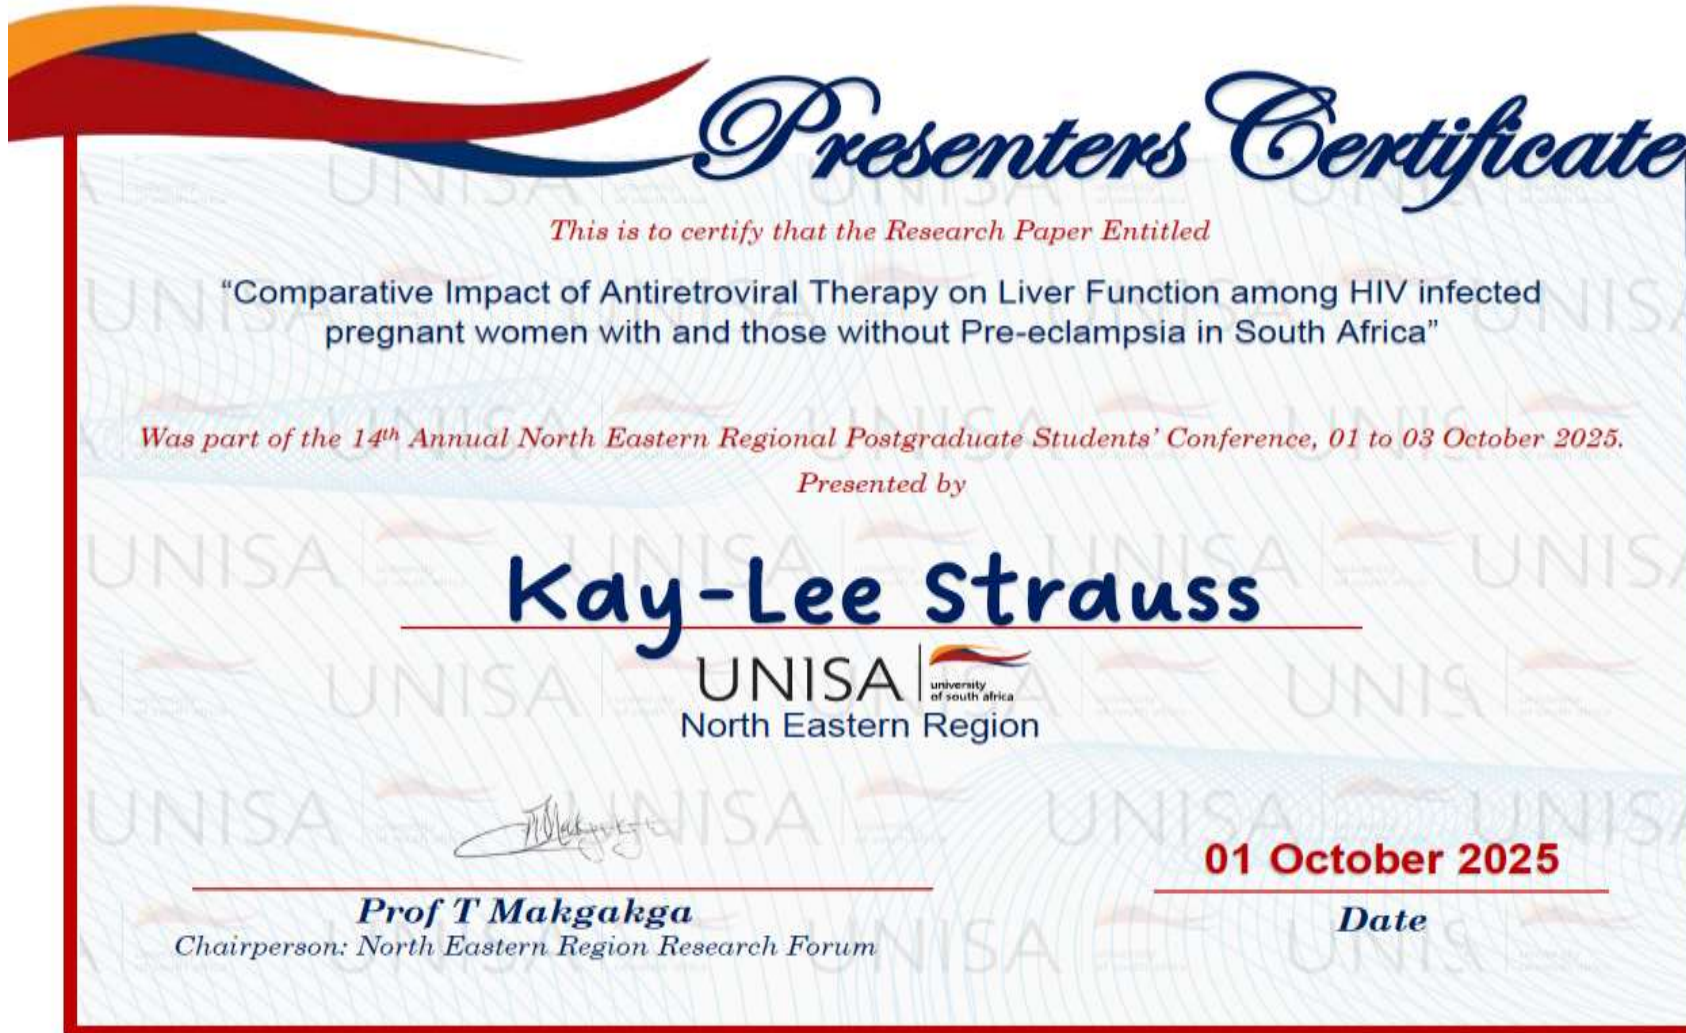 Presenters Certificate
This is to certify that the Research Paper Entitled
“Comparative Impact of Antiretroviral Therapy on Liver Function among HIV infected
pregnant women with and those without Pre-eclampsia in South Africa”
Was part of the 14th Annual North Eastern Regional Postgraduate Students’ Conference, 01 to 03 October 2025.
Presented by
Kay-Lee Strauss
UNISA
university
of south africa
North Eastern Region
01 October 2025
Prof T Makgakga
Date
Chairperson: North Eastern Region Research Forum